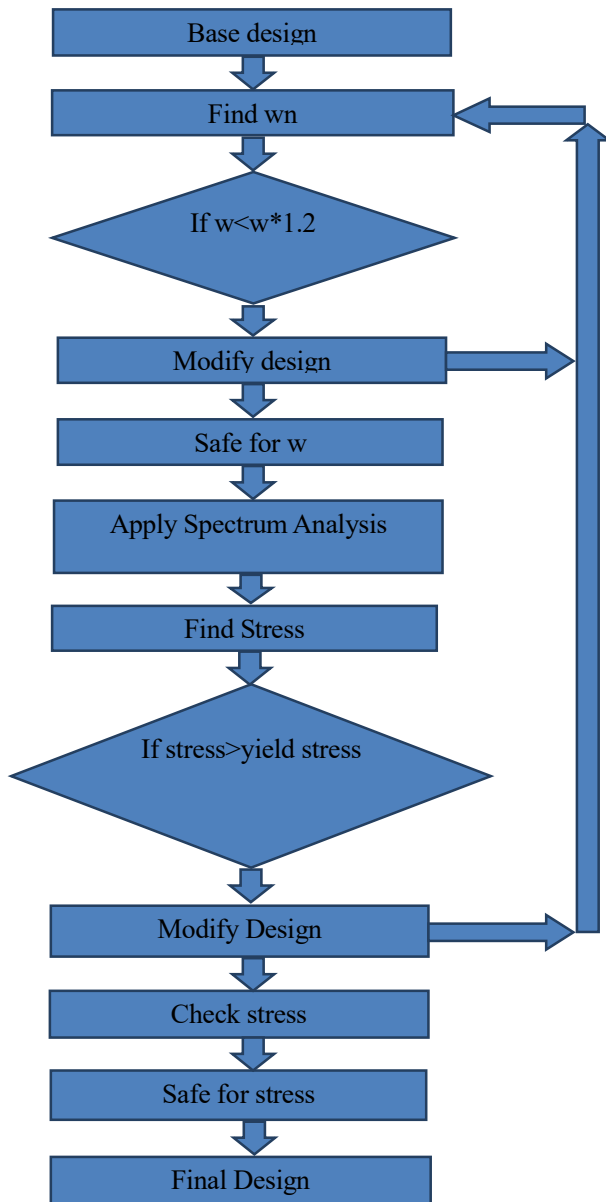 Base design
Find wn
If w<w*1.2
Modify design
Safe for w
Apply Spectrum Analysis
Find Stress
If stress>yield stress
Modify Design
Check stress
Safe for stress
Final Design